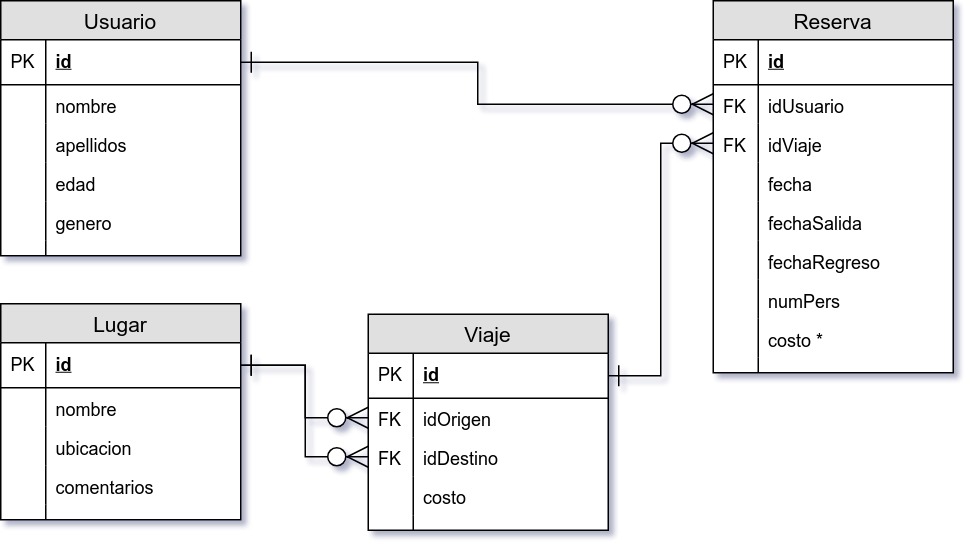 Usuario
PK id
nombre
apellidos
edad
genero
Reserva
PK id
FK idUsuario
FK idViaje
fecha
fechaSalida
fechaRegreso
numPers
costo *
Lugar
PK id
nombre
ubicacion
comentarios
Viaje
PK id
FK idOrigen
FK idDestino
costo